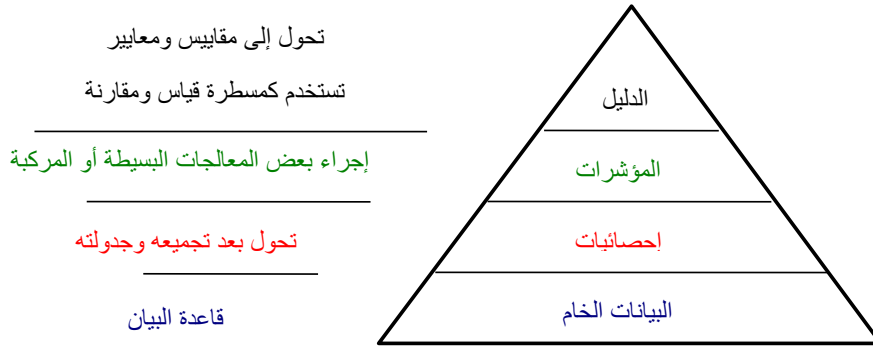 تحول إلى مقاييس ومعايير
تستخدم كمسطرة قياس ومقارنة
الدليل
إجراء بعض المعالجات البسيطة أو المركبة
المؤشرات
تحول بعد تجميعه وجدولته
إحصائيات
قاعدة البيان
البيانات الخام